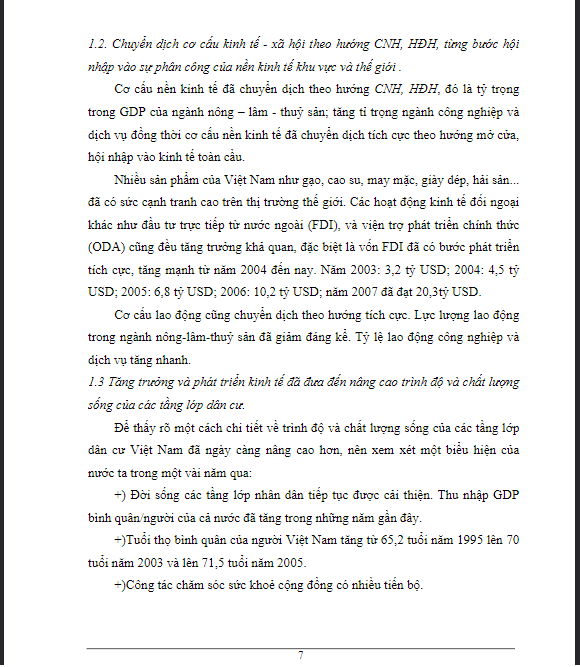 1.2. Chuyển dịch cơ cấu kinh tế - xã hội theo hướng CNH, HĐH, từng bước hội
nhập vào sự phân công của nền kinh tế khu vực và thế giới .
Cơ cấu nền kinh tế đã chuyển dịch theo hướng CNH, HĐH, đó là tỷ trọng
trong GDP của ngành nông – lâm - thuỷ sản; tăng tỉ trọng ngành công nghiệp và
dịch vụ đồng thời cơ cấu nền kinh tế đã chuyển dịch tích cực theo hướng mở cửa,
hội nhập vào kinh tế toàn cầu.
Nhiều sản phẩm của Việt Nam như gạo, cao su, may mặc, giày dép, hải sản...
đã có sức cạnh tranh cao trên thị trường thế giới. Các hoạt động kinh tế đối ngoại
khác như đầu tư trực tiếp từ nước ngoài (FDI), và viện trợ phát triển chính thức
(ODA) cũng đều tăng trưởng khả quan, đặc biệt là vốn FDI đã có bước phát triển
tích cực, tăng mạnh từ năm 2004 đến nay. Năm 2003: 3,2 tỷ USD; 2004: 4,5 tỷ
USD; 2005: 6,8 tỷ USD; 2006: 10,2 tỷ USD; năm 2007 đã đạt 20,3tỷ USD.
Cơ cấu lao động cũng chuyển dịch theo hướng tích cực. Lực lượng lao động
trong ngành nông-lâm-thuỷ sản đã giảm đáng kể. Tỷ lệ lao động công nghiệp và
dịch vụ tăng nhanh.
1.3 Tăng trưởng và phát triển kinh tế đã đưa đến nâng cao trình độ và chất lượng
sống của các tầng lớp dân cư.
Để thấy rõ một cách chi tiết về trình độ và chất lượng sống của các tầng lớp
dân cư Việt Nam đã ngày càng nâng cao hơn, nên xem xét một biểu hiện của
nước ta trong một vài năm qua:
+) Đời sống các tầng lớp nhân dân tiếp tục được cải thiện. Thu nhập GDP
bình quân/người của cả nước đã tăng trong những năm gần đây.
+)Tuổi thọ bình quân của người Việt Nam tăng từ 65,2 tuổi năm 1995 lên 70
tuổi năm 2003 và lên 71,5 tuổi năm 2005.
+)Công tác chăm sóc sức khoẻ cộng đồng có nhiều tiến bộ.
7